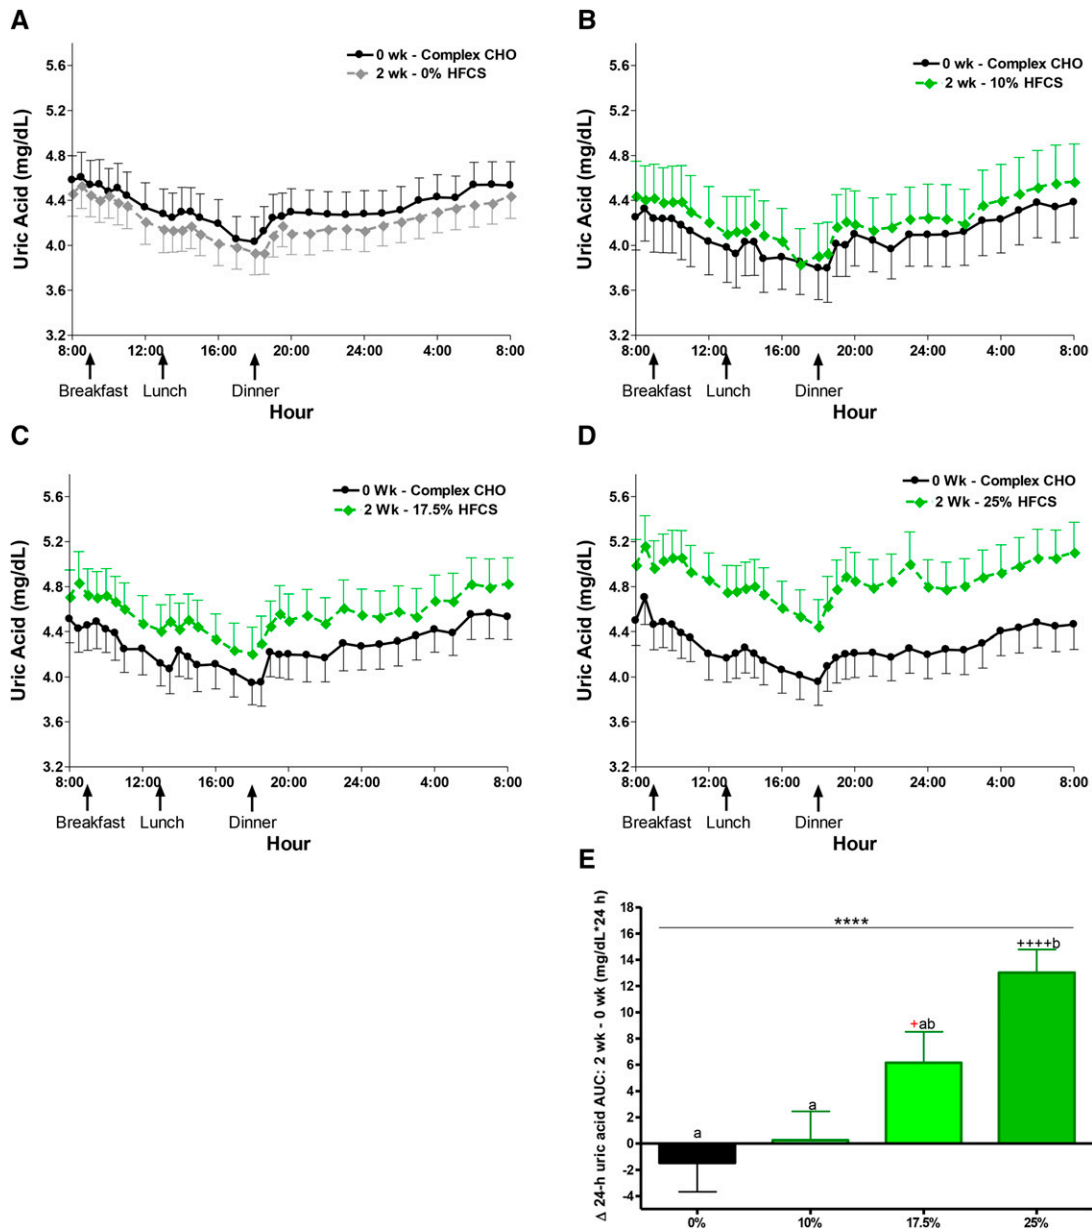 A
5.6
5.2
4.8
4.4
4.0
3.6
3.2
Uric Acid (mg/dL)
0 wk - Complex CHO
2 wk - 0% HFCS
8:00 12:00 16:00 20:00 24:00 4:00 8:00
Breakfast Lunch Dinner
Hour
B
5.6
5.2
4.8
4.4
4.0
3.6
3.2
Uric Acid (mg/dL)
0 wk - Complex CHO
2 wk - 10% HFCS
8:00 12:00 16:00 20:00 24:00 4:00 8:00
Breakfast Lunch Dinner
Hour
C
5.6
5.2
4.8
4.4
4.0
3.6
3.2
Uric Acid (mg/dL)
0 Wk - Complex CHO
2 Wk - 17.5% HFCS
8:00 12:00 16:00 20:00 24:00 4:00 8:00
Breakfast Lunch Dinner
Hour
D
5.6
5.2
4.8
4.4
4.0
3.6
3.2
Uric Acid (mg/dL)
0 Wk - Complex CHO
2 Wk - 25% HFCS
8:00 12:00 16:00 20:00 24:00 4:00 8:00
Breakfast Lunch Dinner
Hour
E
Δ 24-h uric acid AUC: 2 wk - 0 wk (mg/dL*24 h)
18
16
14
12
10
8
6
4
2
0
-2
-4
****
a
a
+ab
++++b
0% 10% 17.5% 25%